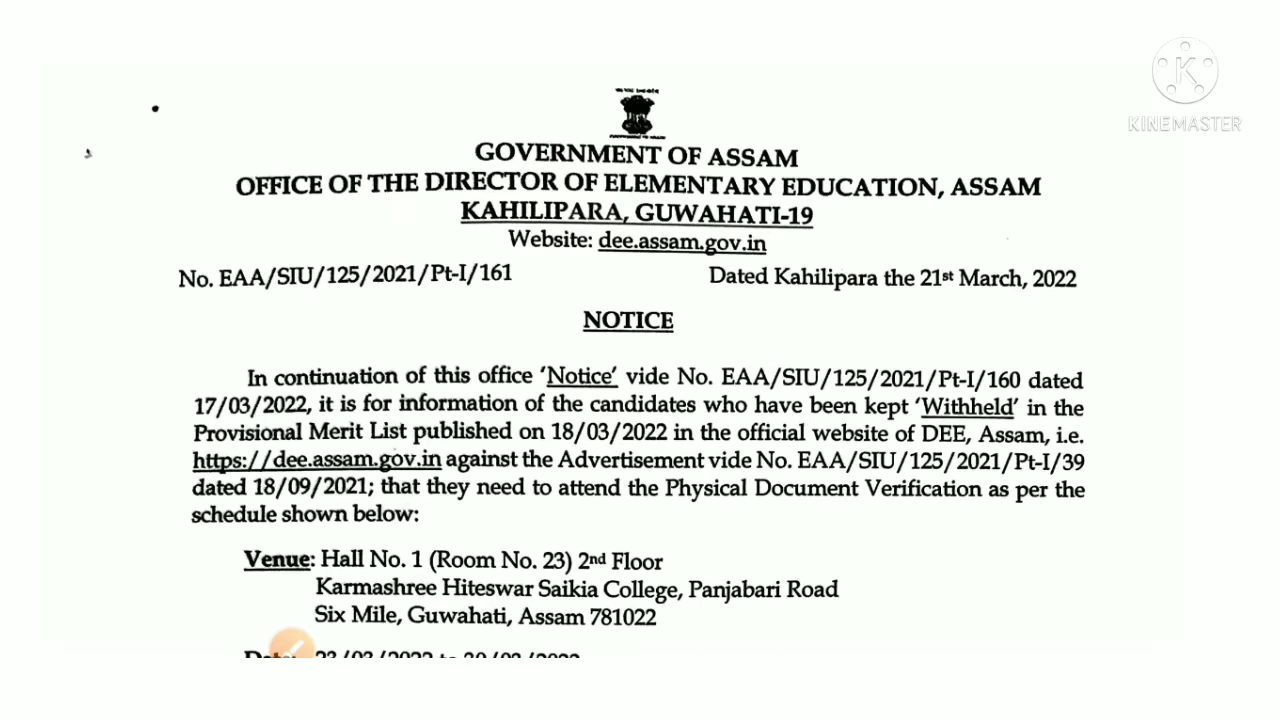 KINEMASTER
GOVERNMENT OF ASSAM
OFFICE OF THE DIRECTOR OF ELEMENTARY EDUCATION, ASSAM
KAHILIPARA, GUWAHATI-19
Website: dee.assam.gov.in
No. EAA/SIU/125/2021/Pt-I/161 Dated Kahilipara the 21st March, 2022
NOTICE
In continuation of this office 'Notice' vide No. EAA/SIU/125/2021/Pt-I/160 dated
17/03/2022, it is for information of the candidates who have been kept 'Withheld' in the
Provisional Merit List published on 18/03/2022 in the official website of DEE, Assam, i.e.
https://dee.assam.gov.in against the Advertisement vide No. EAA/SIU/125/2021/Pt-I/39
dated 18/09/2021; that they need to attend the Physical Document Verification as per the
schedule shown below:
Venue: Hall No. 1 (Room No. 23) 2nd Floor
Karmashree Hiteswar Saikia College, Panjabari Road
Six Mile, Guwahati, Assam 781022